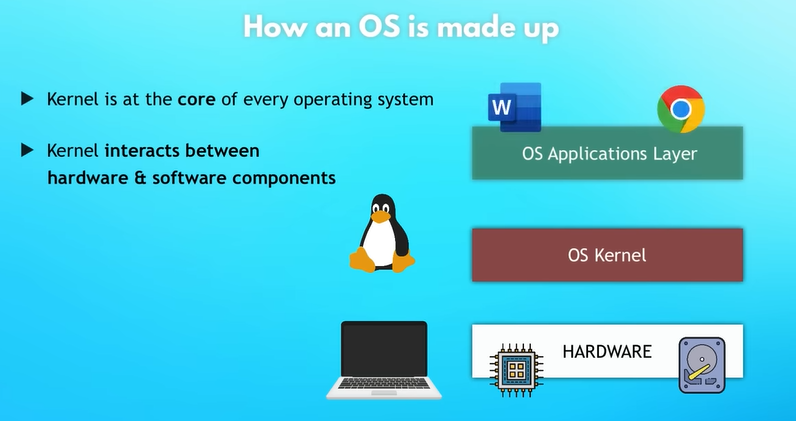 How an OS is made up
Kernel is at the core of every operating system
Kernel interacts between
hardware & software components
W
OS Applications Layer
OS Kernel
HARDWARE